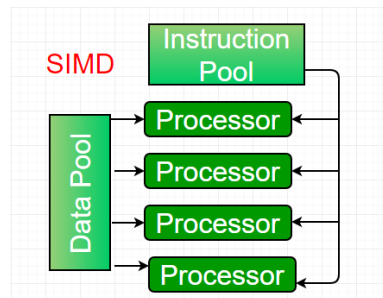 SIMD
Instruction
Pool
Data Pool
Processor
Processor
Processor
Processor